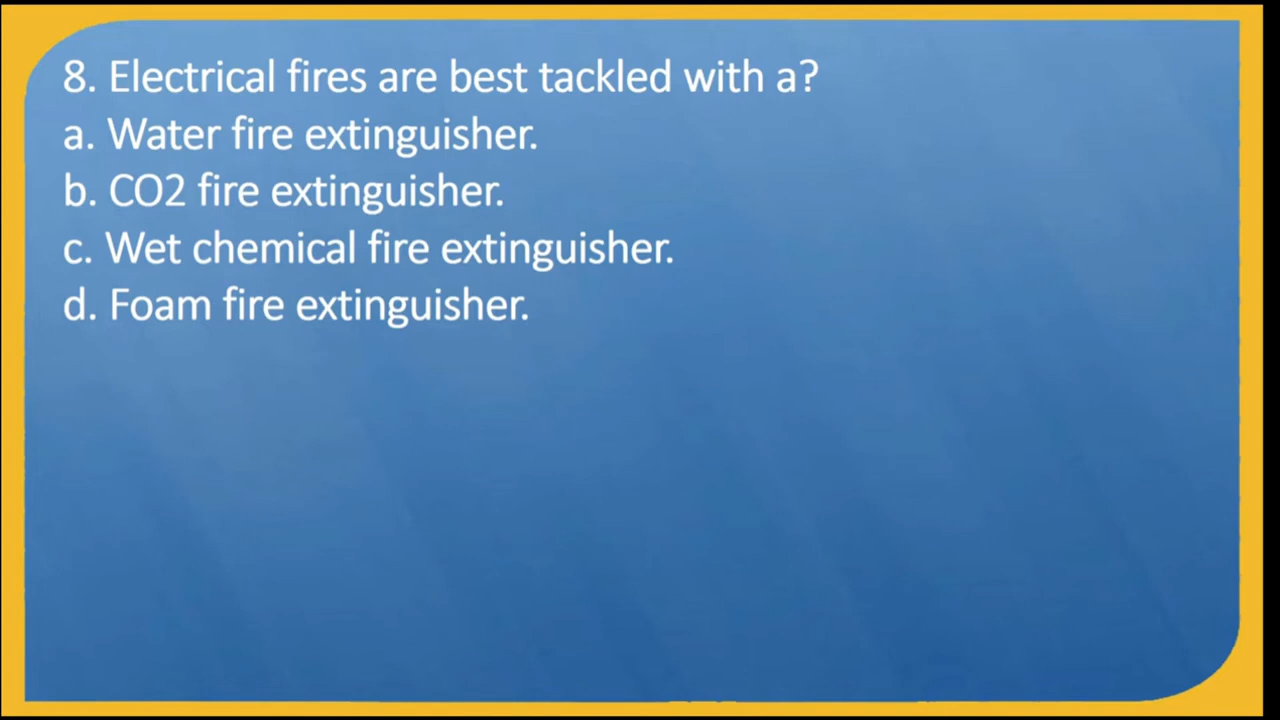 8. Electrical fires are best tackled with a?
a. Water fire extinguisher.
b. CO2 fire extinguisher.
c. Wet chemical fire extinguisher.
d. Foam fire extinguisher.